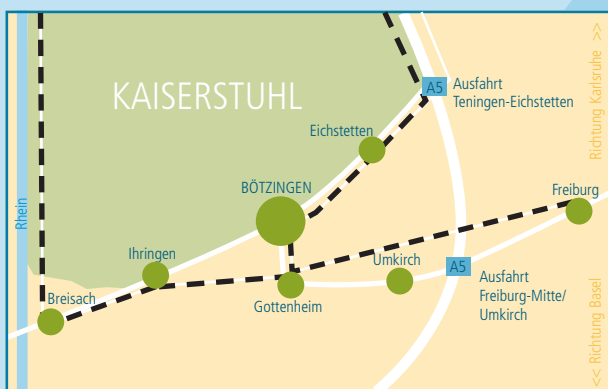 KAISERSTUHL
A5
Ausfahrt
Teningen-Eichstetten
Richtung Karlsruhe >>
Eichstetten
BÖTZINGEN
Freiburg
Rhein
Ihringen
Umkirch
A5
Ausfahrt
Freiburg-Mitte/
Umkirch
Breisach
Gottenheim
<< Richtung Basel